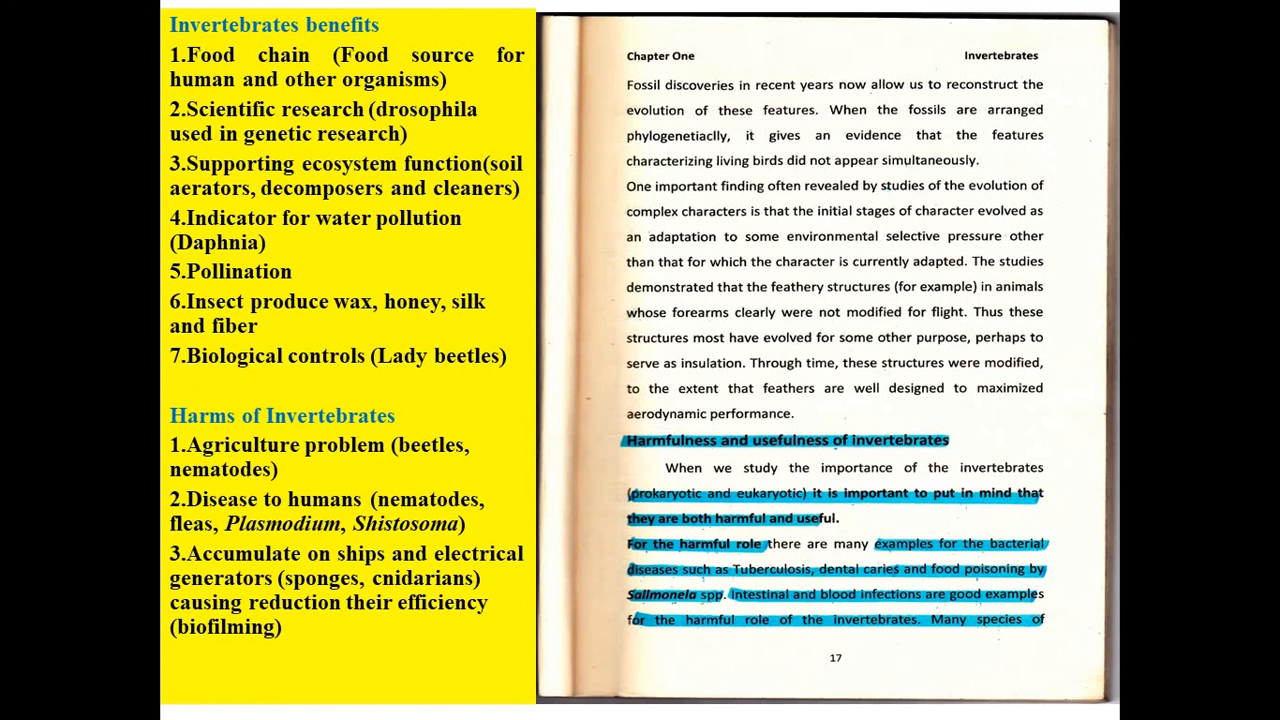 Invertebrates benefits
1.Food chain (Food source for
human and other organisms)
2.Scientific research (drosophila
used in genetic research)
3.Supporting ecosystem function(soil
aerators, decomposers and cleaners)
4.Indicator for water pollution
(Daphnia)
5.Pollination
6.Insect produce wax, honey, silk
and fiber
7.Biological controls (Lady beetles)
Harms of Invertebrates
1.Agriculture problem (beetles,
nematodes)
2.Disease to humans (nematodes,
fleas, Plasmodium, Shistosoma)
3.Accumulate on ships and electrical
generators (sponges, cnidarians)
causing reduction their efficiency
(biofilming)
Chapter One Invertebrates
Fossil discoveries in recent years now allow us to reconstruct the
evolution of these features. When the fossils are arranged
phylogenetiaclly, it gives an evidence that the features
characterizing living birds did not appear simultaneously.
One important finding often revealed by studies of the evolution of
complex characters is that the initial stages of character evolved as
an adaptation to some environmental selective pressure other
than that for which the character is currently adapted. The studies
demonstrated that the feathery structures (for example) in animals
whose forearms clearly were not modified for flight. Thus these
structures most have evolved for some other purpose, perhaps to
serve as insulation. Through time, these structures were modified,
to the extent that feathers are well designed to maximized
aerodynamic performance.
Harmfulness and usefulness of invertebrates
When we study the importance of the invertebrates
(prokaryotic and eukaryotic) it is important to put in mind that
they are both harmful and useful.
For the harmful role there are many examples for the bacterial
diseases such as Tuberculosis, dental caries and food poisoning by
Sallmonela spp. Intestinal and blood infections are good examples
for the harmful role of the invertebrates. Many species of
17